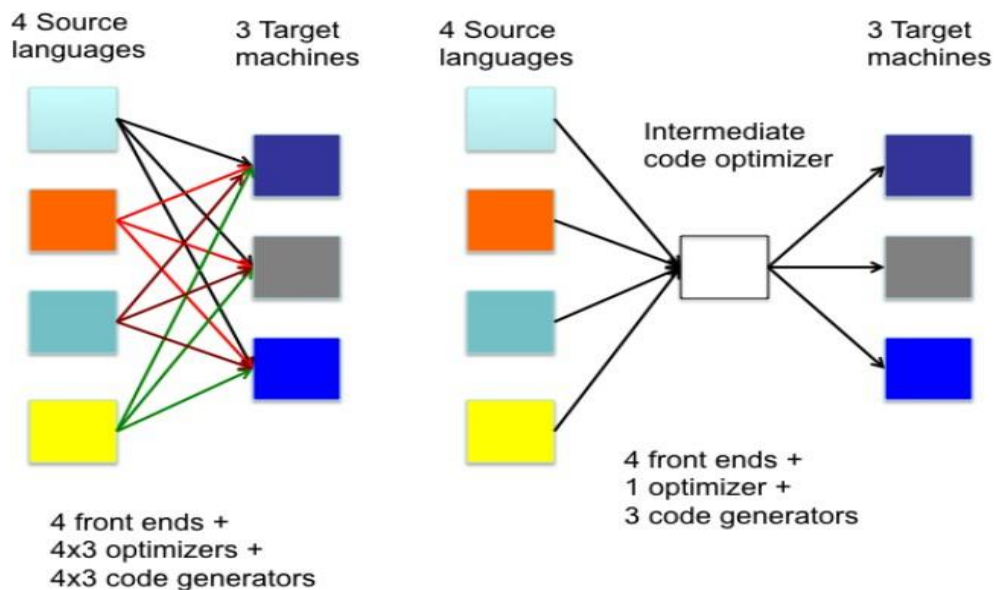 4 Source
languages
3 Target
machines
4 front ends +
4x3 optimizers +
4x3 code generators
4 Source
languages
Intermediate
code optimizer
3 Target
machines
4 front ends +
1 optimizer +
3 code generators